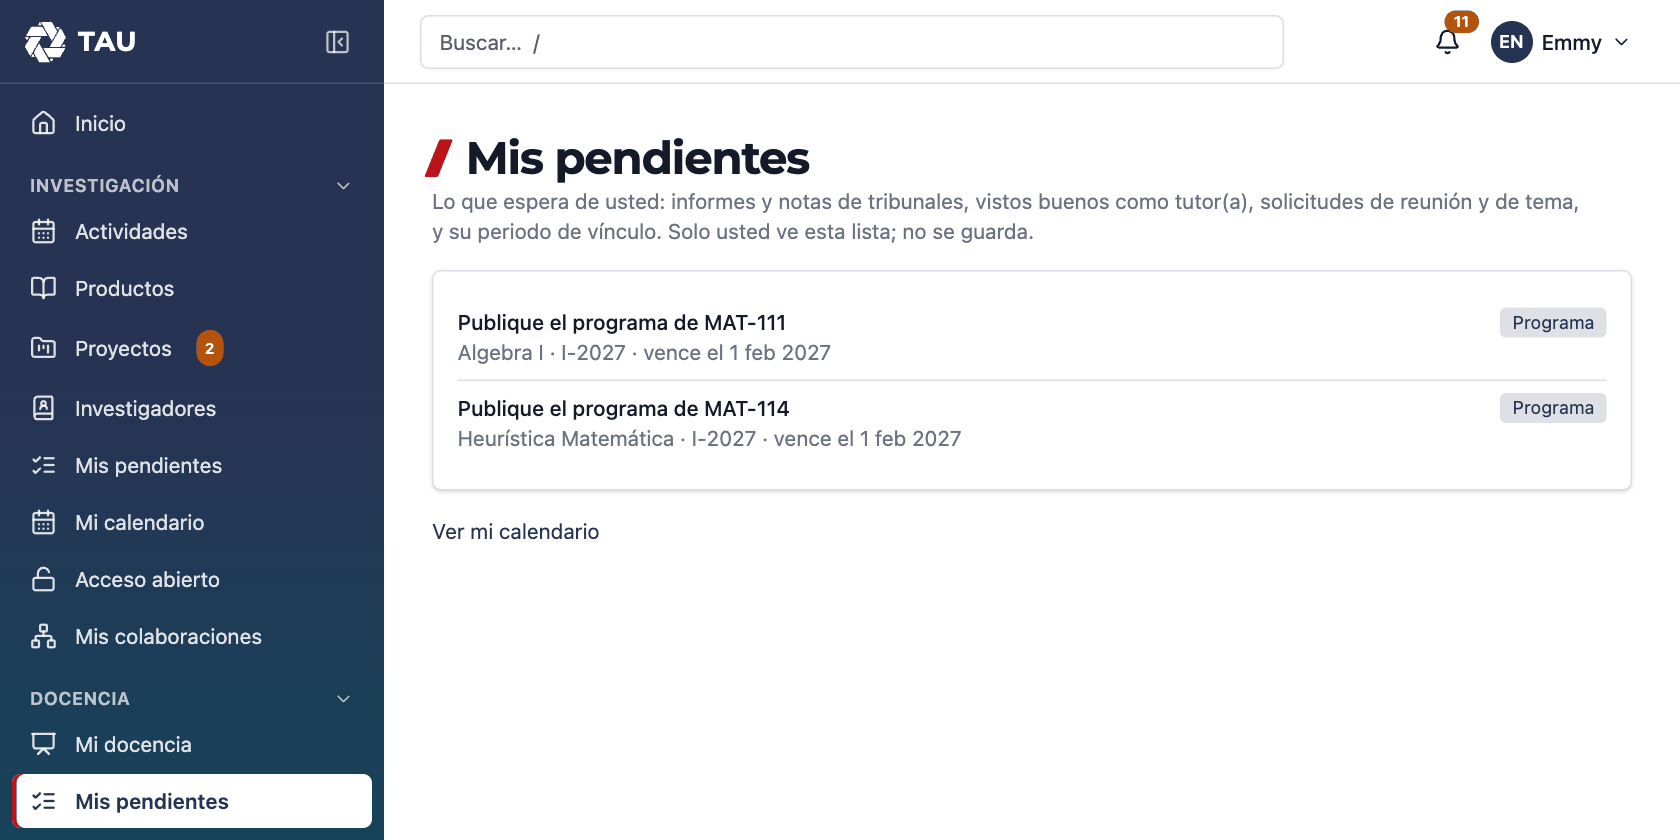 TAU
Buscar... /
11
EN Emmy
Inicio
INVESTIGACIÓN
Actividades
Productos
Proyectos 2
Investigadores
Mis pendientes
Mi calendario
Acceso abierto
Mis colaboraciones
DOCENCIA
Mi docencia
Mis pendientes
Mis pendientes
Lo que espera de usted: informes y notas de tribunales, vistos buenos como tutor(a), solicitudes de reunión y de tema,
y su periodo de vínculo. Solo usted ve esta lista; no se guarda.
Publique el programa de MAT-111
Programa
Algebra I · I-2027 · vence el 1 feb 2027
Publique el programa de MAT-114
Programa
Heurística Matemática · I-2027 · vence el 1 feb 2027
Ver mi calendario